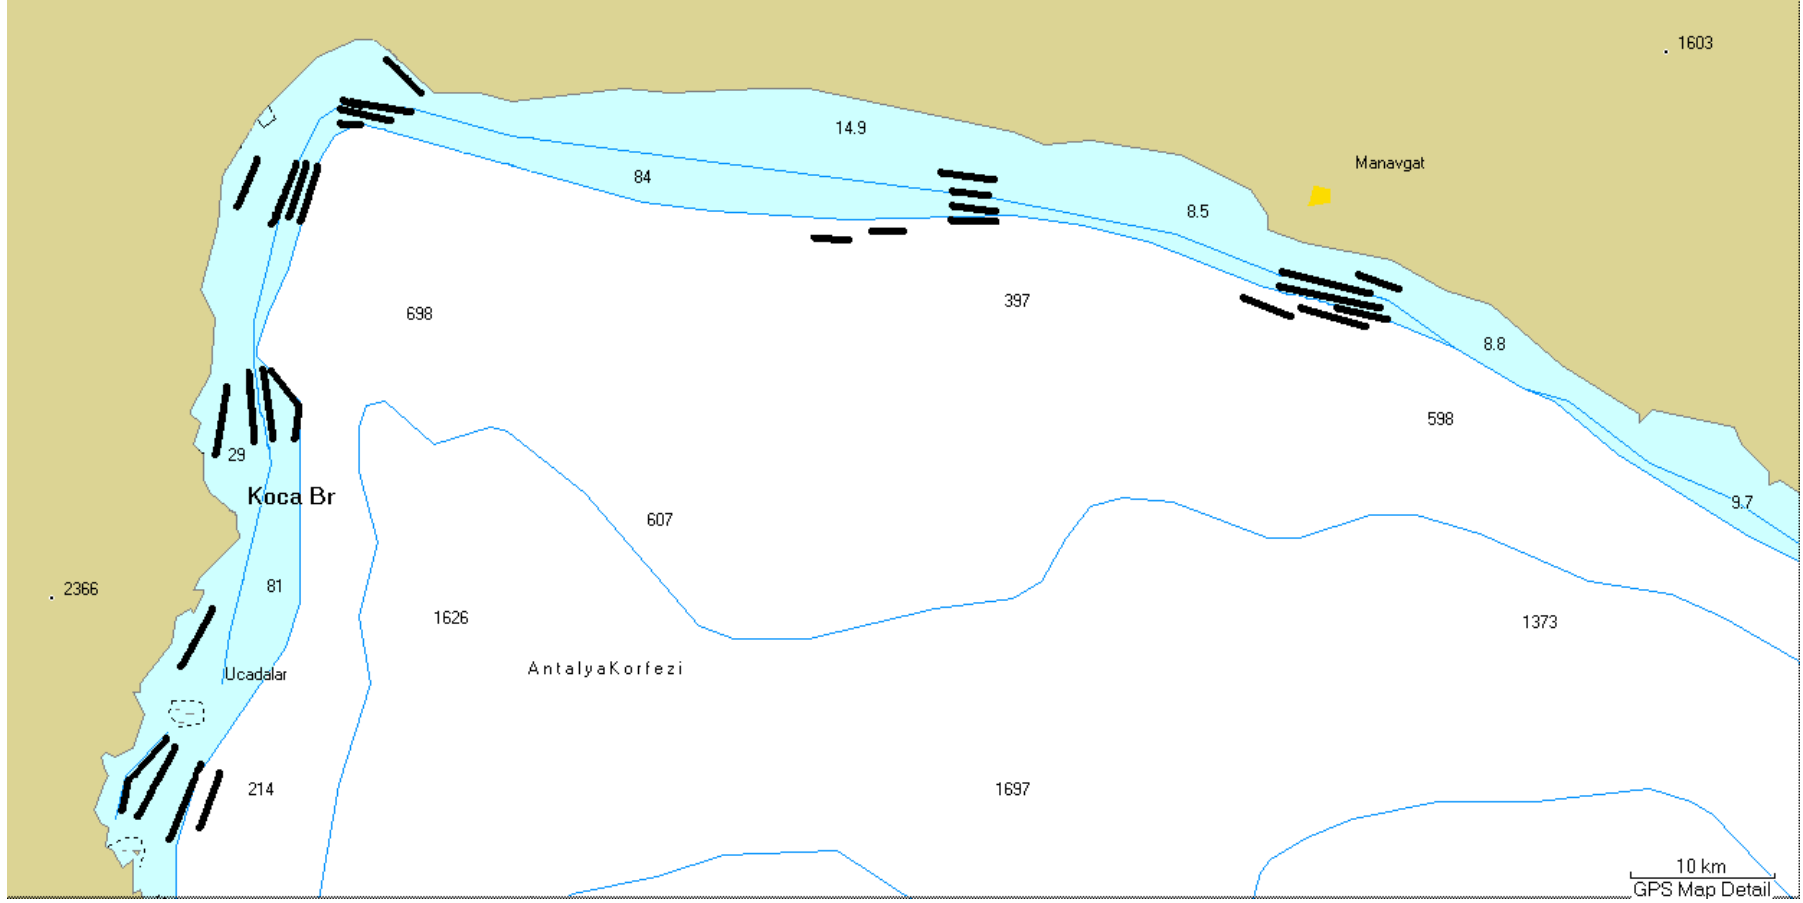 1603
14.9
Manavgat
84
8.5
698
397
8.8
598
29
Koca Br
9.7
607
81
2366
1626
1373
AntalyaKorfezi
Ucadalar
214
1697
10 km
GPS Map Detail